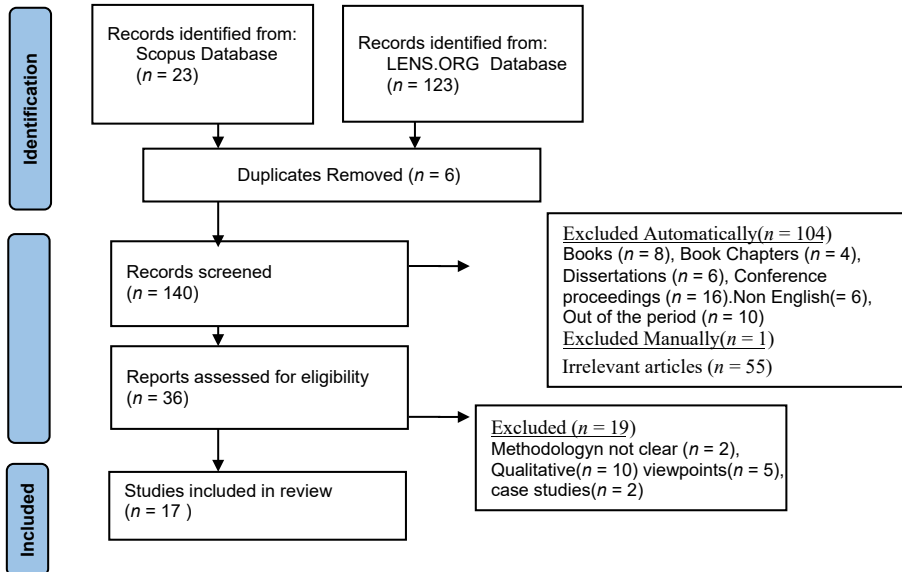 Identification
Records identified from:
Scopus Database
(n = 23)
Records identified from:
LENS.ORG Database
(n = 123)
Duplicates Removed (n = 6)
Records screened
(n = 140)
Excluded Automatically(n = 104)
Books (n = 8), Book Chapters (n = 4),
Dissertations (n = 6), Conference
proceedings (n = 16).Non English(= 6),
Out of the period (n = 10)
Excluded Manually(n = 1)
Irrelevant articles (n = 55)
Reports assessed for eligibility
(n = 36)
Excluded (n = 19)
Methodologyn not clear (n = 2),
Qualitative(n = 10) viewpoints(n = 5),
case studies(n = 2)
Included
Studies included in review
(n = 17 )